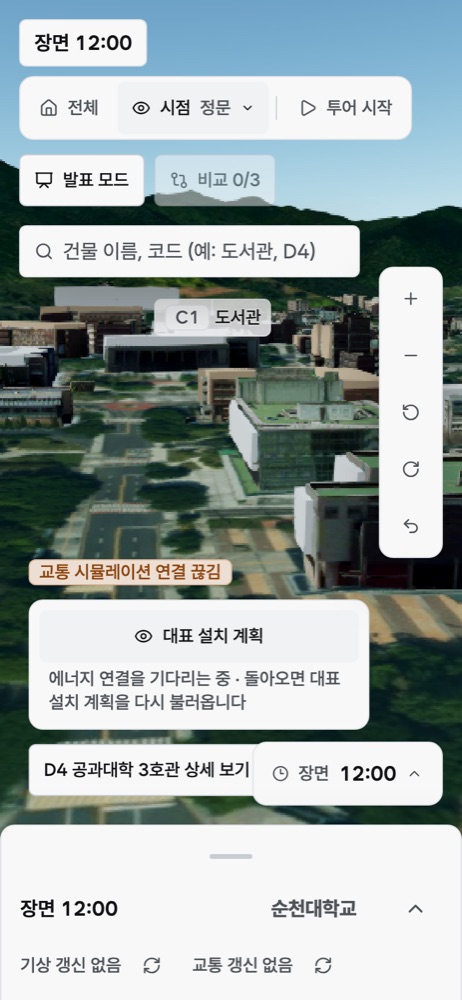 장면 12:00
전체 시점 정문 투어 시작
발표 모드 비교 0/3
건물 이름, 코드 (예: 도서관, D4)
C1 도서관
교통 시뮬레이션 연결 끊김
대표 설치 계획
에너지 연결을 기다리는 중 · 돌아오면 대표
설치 계획을 다시 불러옵니다
D4 공과대학 3호관 상세 보기
장면 12:00
장면 12:00 순천대학교
기상 갱신 없음 교통 갱신 없음